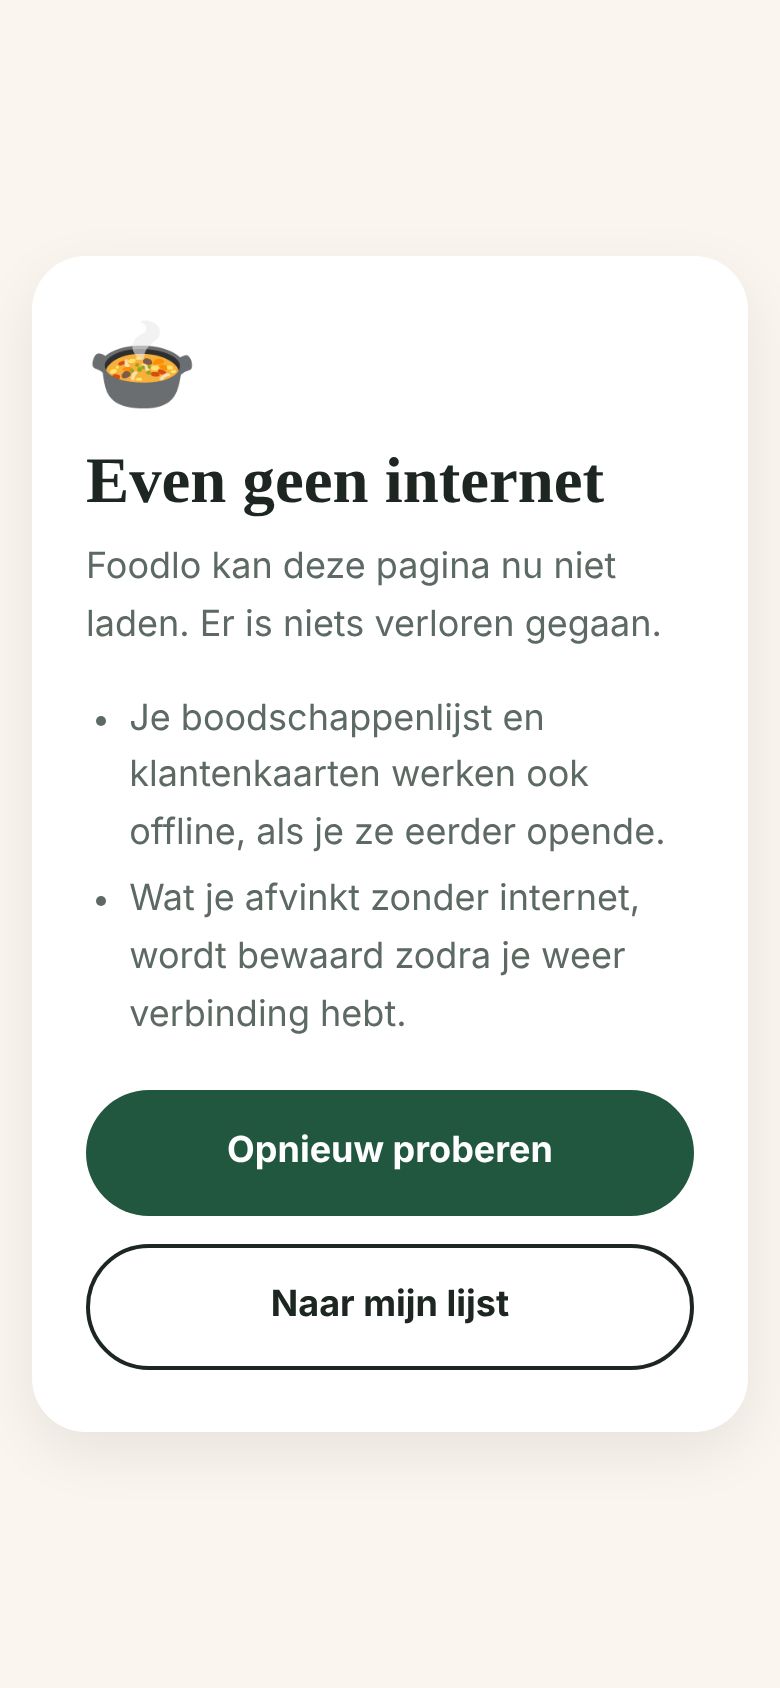 Even geen internet
Foodlo kan deze pagina nu niet
laden. Er is niets verloren gegaan.
• Je boodschappenlijst en
klantenkaarten werken ook
offline, als je ze eerder opende.
• Wat je afvinkt zonder internet,
wordt bewaard zodra je weer
verbinding hebt.
Opnieuw proberen
Naar mijn lijst